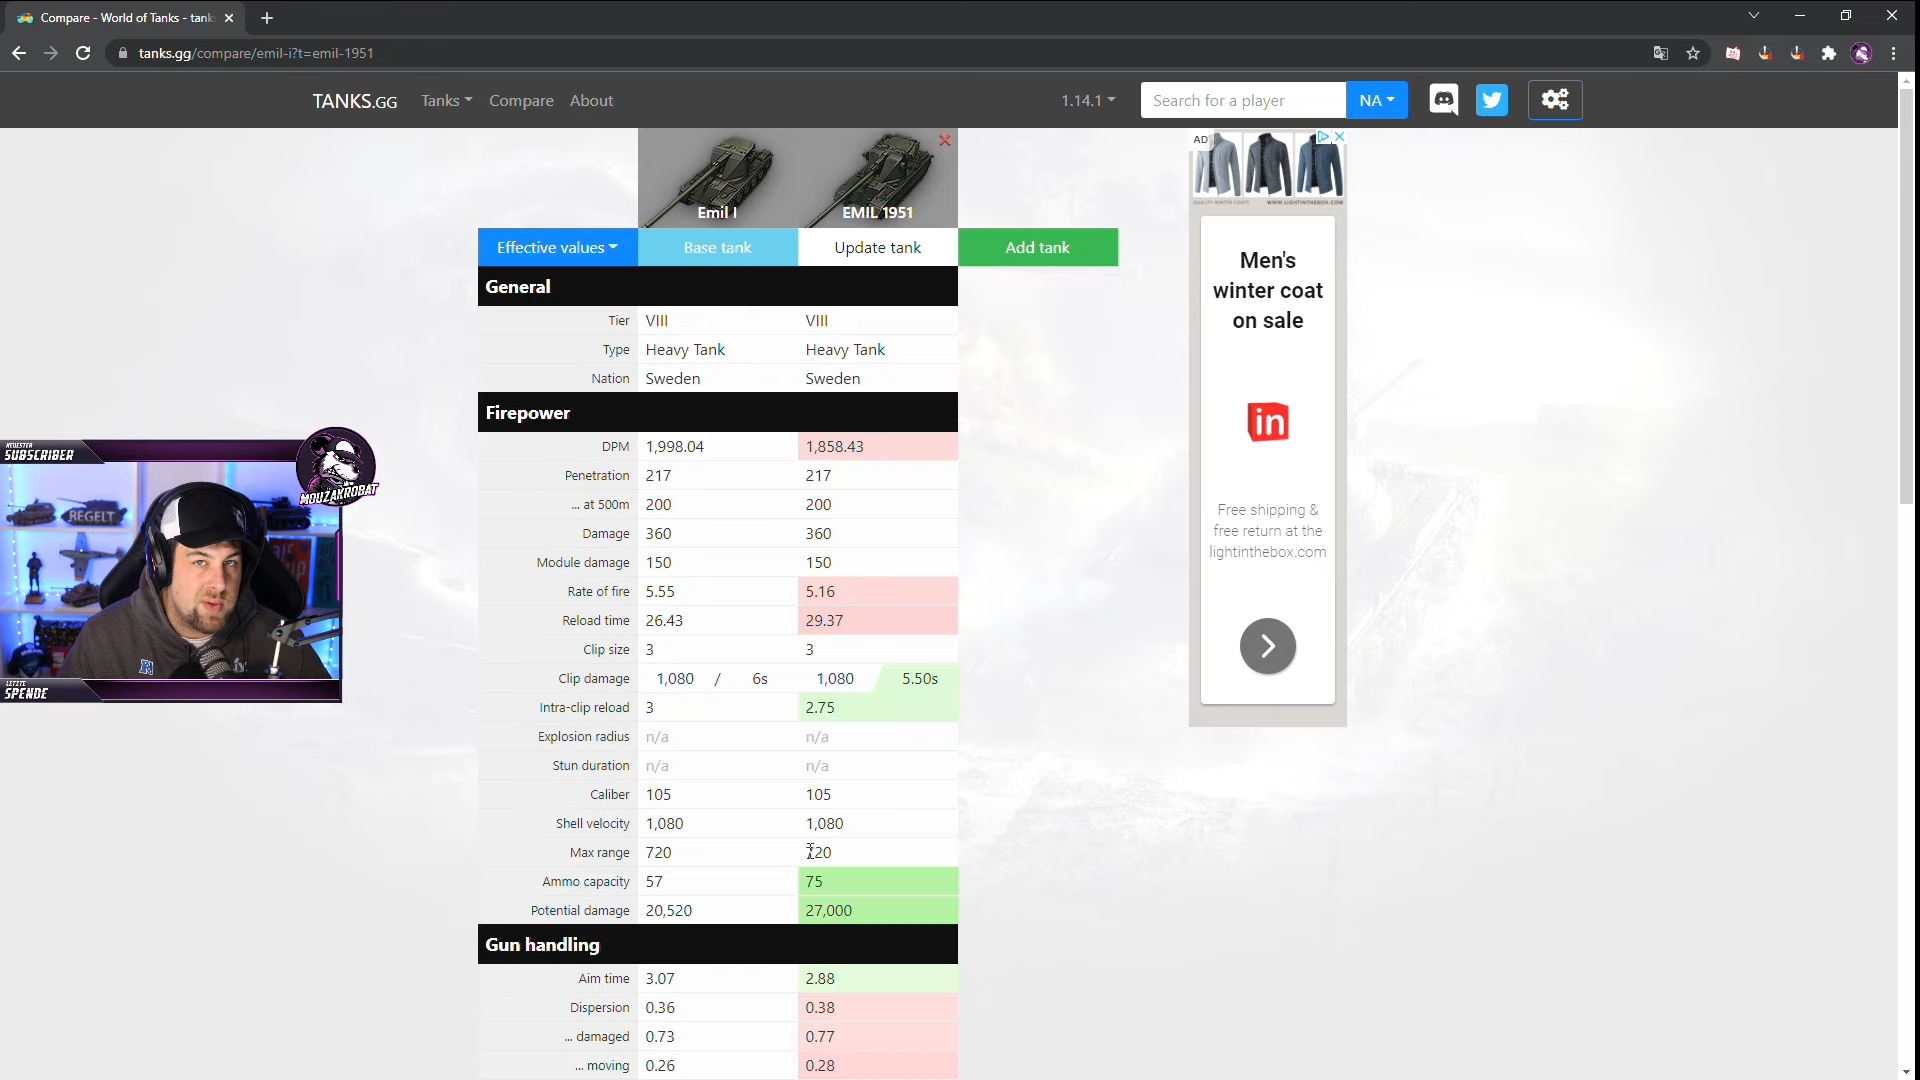 Compare - World of Tanks - tank
tanks.gg/compare/emil-i?t=emil-1951
TANKS.GG Tanks Compare About 1.14.1 Search for a player NA
Emil I EMIL 1951
Effective values Base tank Update tank Add tank
General
Tier VIII VIII
Type Heavy Tank Heavy Tank
Nation Sweden Sweden
Firepower
DPM 1,998.04 1,858.43
Penetration 217 217
... at 500m 200 200
Damage 360 360
Module damage 150 150
Rate of fire 5.55 5.16
Reload time 26.43 29.37
Clip size 3 3
Clip damage 1,080 / 6s 1,080 5.50s
Intra-clip reload 3 2.75
Explosion radius n/a n/a
Stun duration n/a n/a
Caliber 105 105
Shell velocity 1,080 1,080
Max range 720 720
Ammo capacity 57 75
Potential damage 20,520 27,000
Gun handling
Aim time 3.07 2.88
Dispersion 0.36 0.38
... damaged 0.73 0.77
... moving 0.26 0.28
AD
QUALITY WINTER COATS WWW.LIGHTINTHEBOX.COM
Men's
winter coat
on sale
in
Free shipping &
free return at the
lightinthebox.com
NEUESTER
SUBSCRIBER
MOUZAKROBAT
REGELT
LETZTE
SPENDE